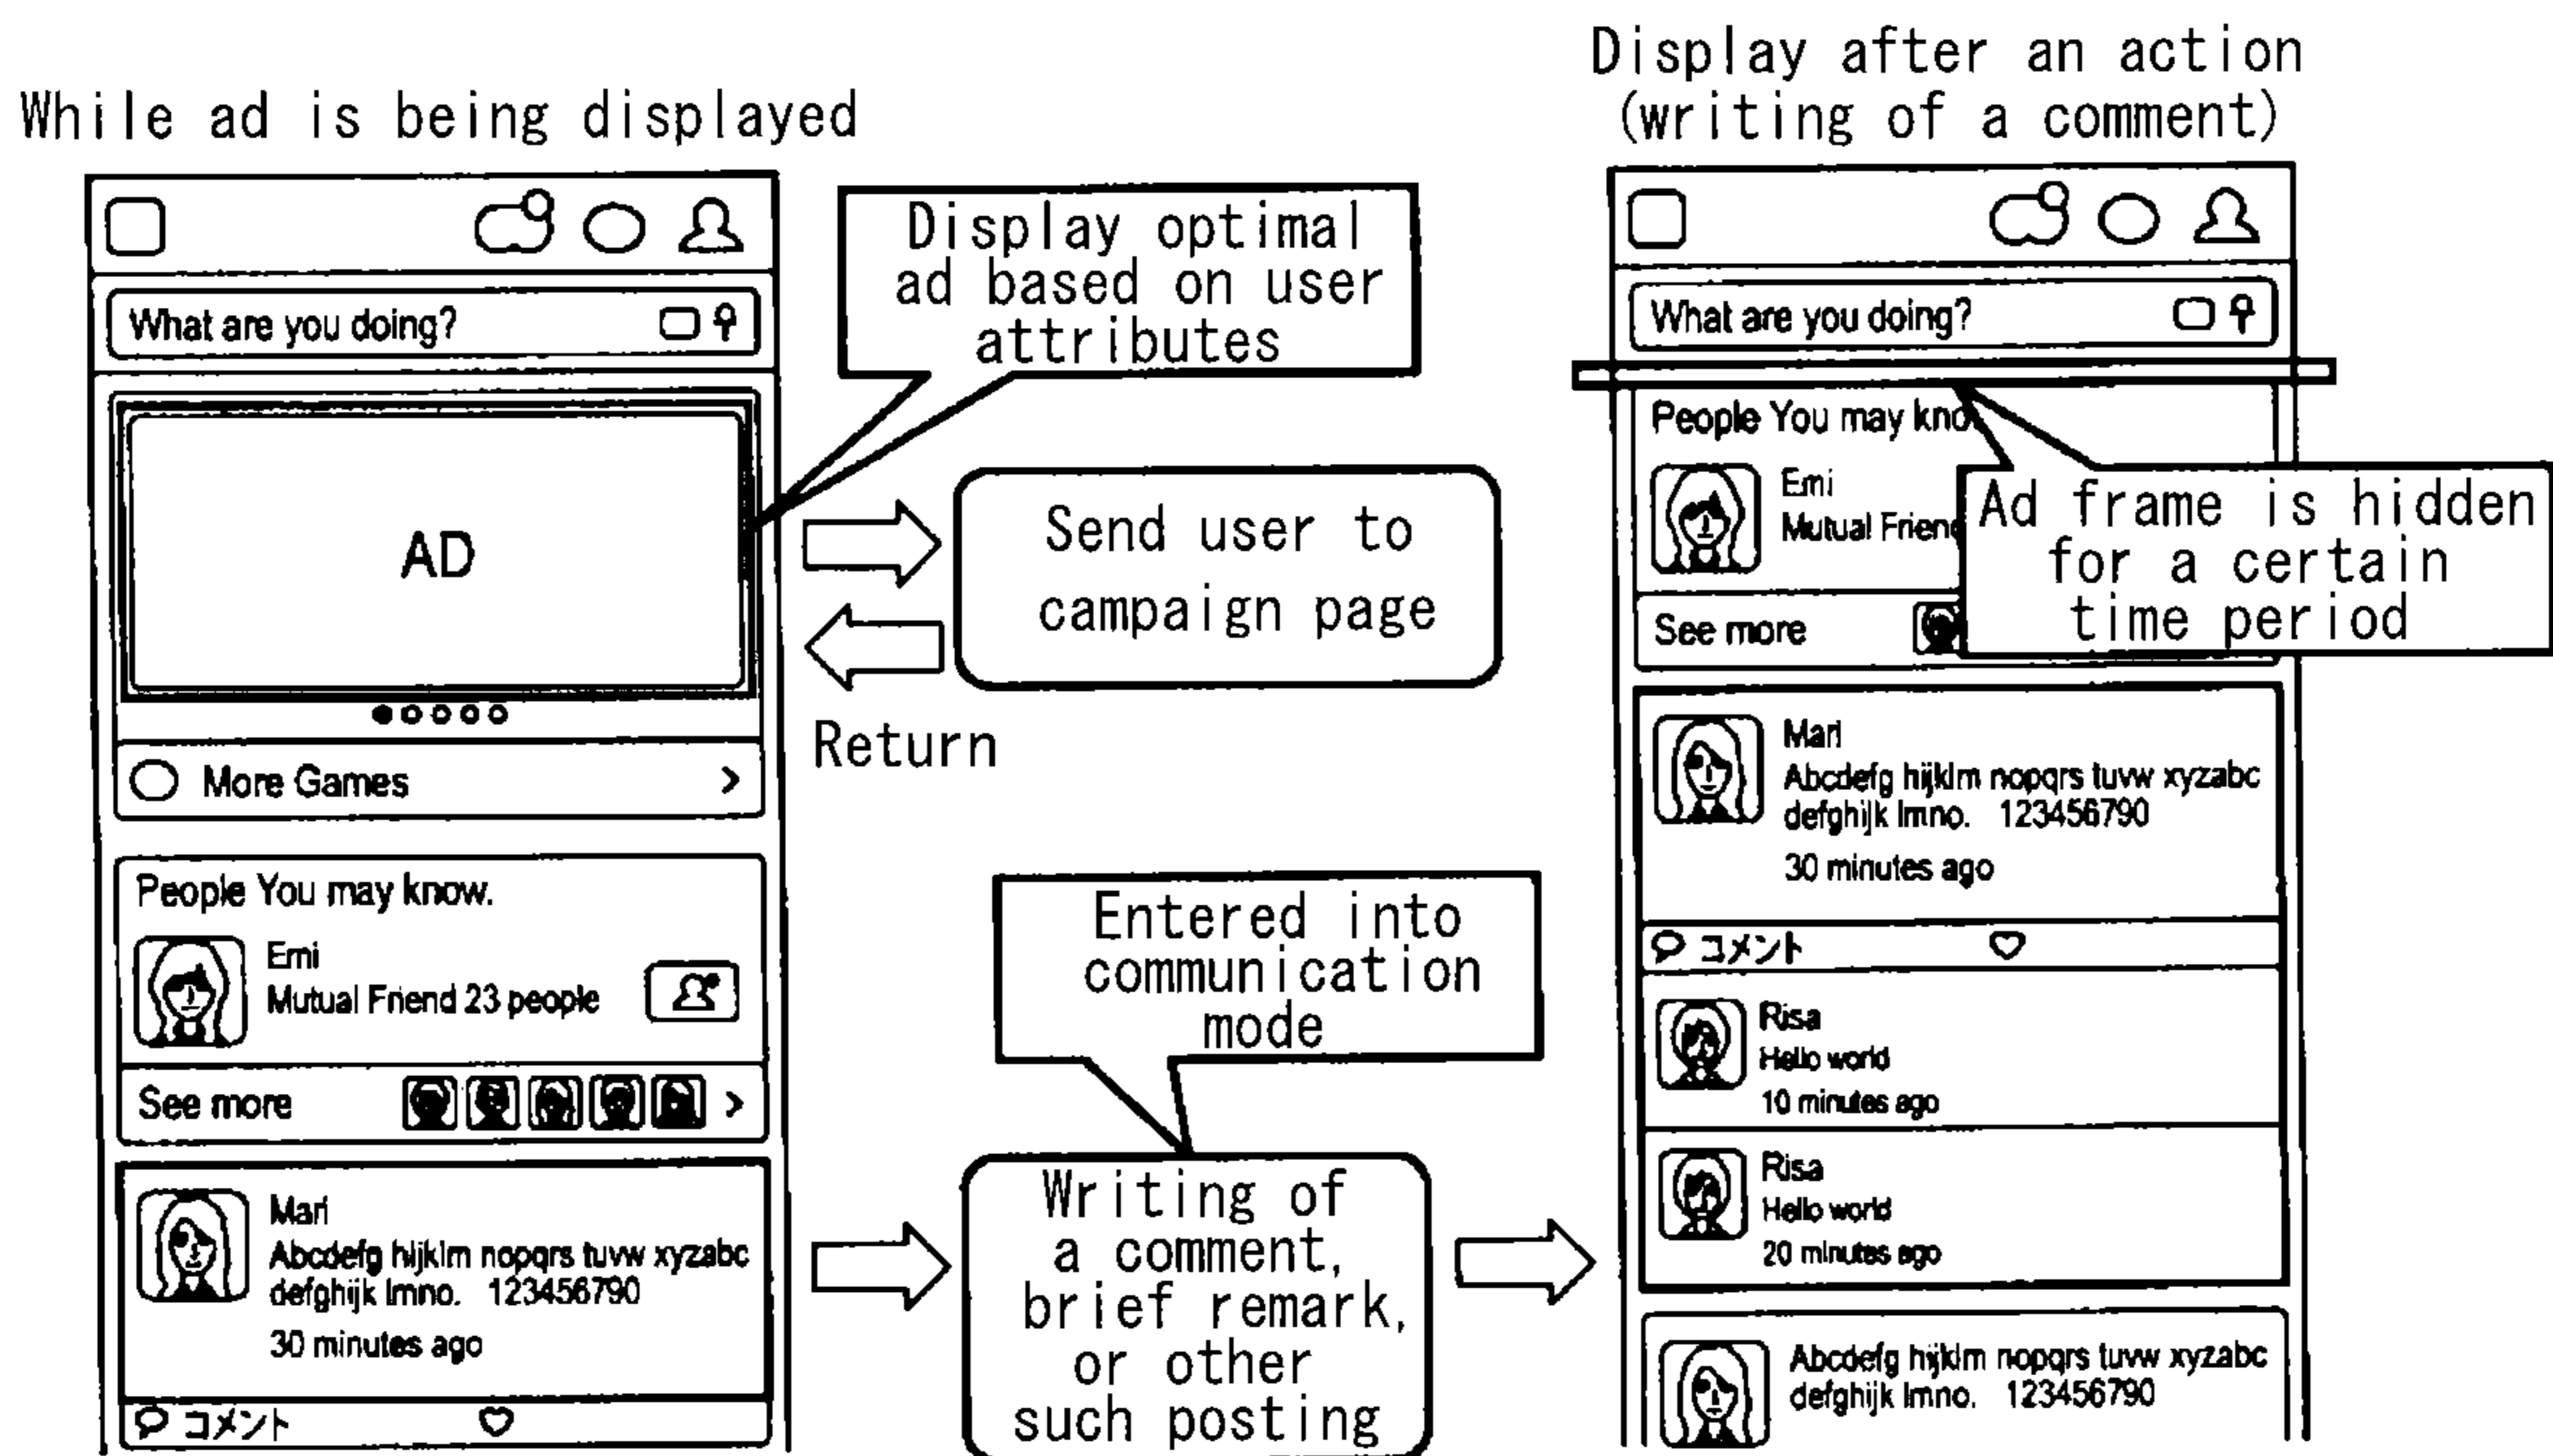 While ad is being displayed
What are you doing?
AD
More Games
People You may know.
Emi
Mutual Friend 23 people
See more
Mari
Abcdefg hijklm nopqrs tuvw xyzabc
defghijk lmno. 123456790
30 minutes ago
コメント
Display optimal
ad based on user
attributes
Send user to
campaign page
Return
Entered into
communication
mode
Writing of
a comment,
brief remark,
or other
such posting
Display after an action
(writing of a comment)
What are you doing?
People You may kno
Emi
Mutual Friend
Ad frame is hidden
for a certain
time period
See more
Mari
Abcdefg hijklm nopqrs tuvw xyzabc
defghijk lmno. 123456790
30 minutes ago
コメント
Risa
Hello world
10 minutes ago
Risa
Hello world
20 minutes ago
Abcdefg hijklm nopqrs tuvw xyzabc
defghijk lmno. 123456790